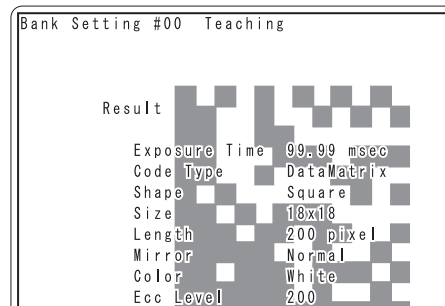 Bank Setting #00 Teaching
Result
Exposure Time 99.99 msec
Code Type DataMatrix
Shape Square
Size 18x18
Length 200 pixel
Mirror Normal
Color White
Ecc Level 200